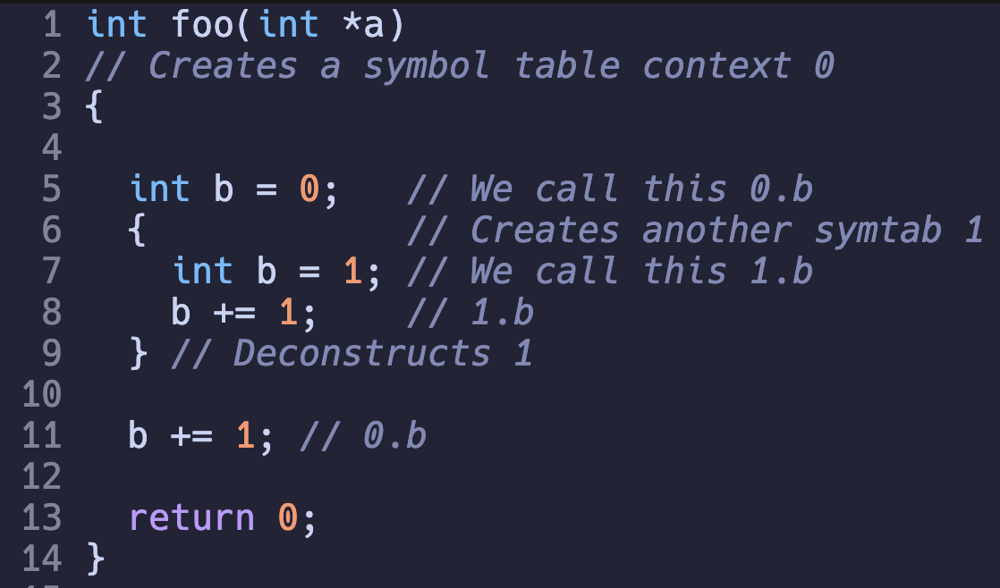 1 int foo(int *a)
2 // Creates a symbol table context 0
3 {
4
5   int b = 0;   // We call this 0.b
6   {            // Creates another symtab 1
7     int b = 1; // We call this 1.b
8     b += 1;    // 1.b
9   } // Deconstructs 1
10
11   b += 1; // 0.b
12
13   return 0;
14 }